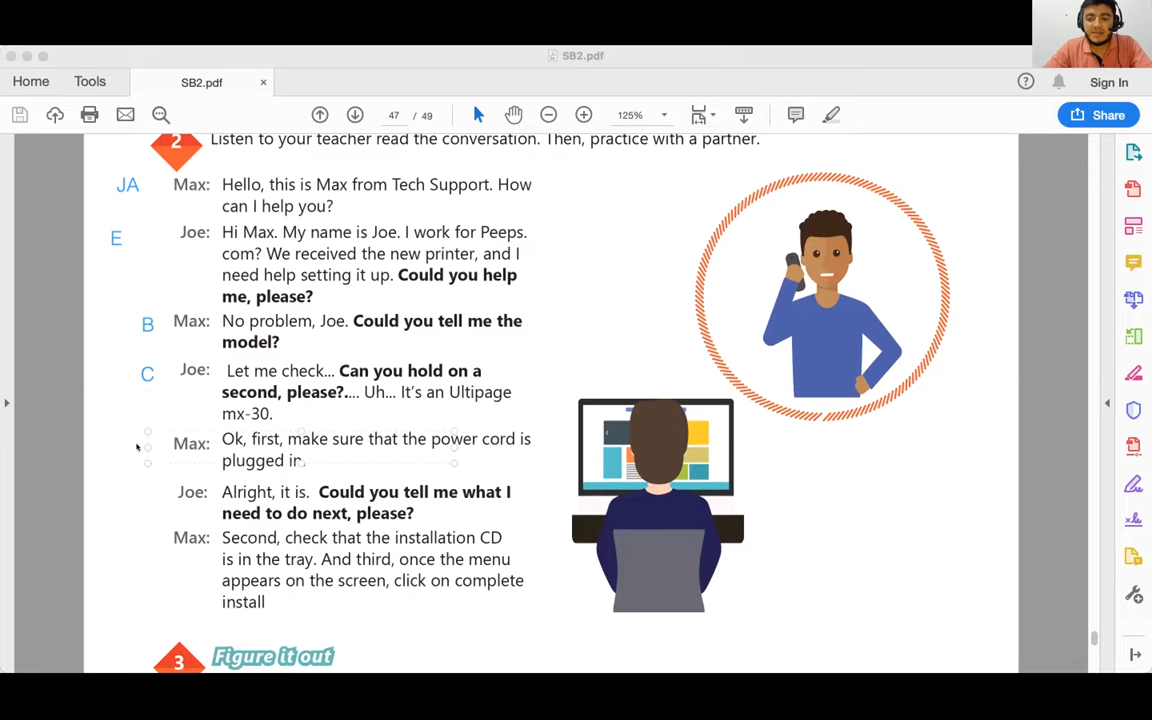 SB2.pdf
Home
Tools
SB2.pdf
×
Sign In
47 / 49
125%
Share
2
Listen to your teacher read the conversation. Then, practice with a partner.
JA
Max: Hello, this is Max from Tech Support. How
can I help you?
E
Joe: Hi Max. My name is Joe. I work for Peeps.
com? We received the new printer, and I
need help setting it up. Could you help
me, please?
B
Max: No problem, Joe. Could you tell me the
model?
C
Joe: Let me check... Can you hold on a
second, please?.... Uh... It's an Ultipage
mx-30.
Max: Ok, first, make sure that the power cord is
plugged in.
Joe: Alright, it is. Could you tell me what I
need to do next, please?
Max: Second, check that the installation CD
is in the tray. And third, once the menu
appears on the screen, click on complete
install
3
Figure it out